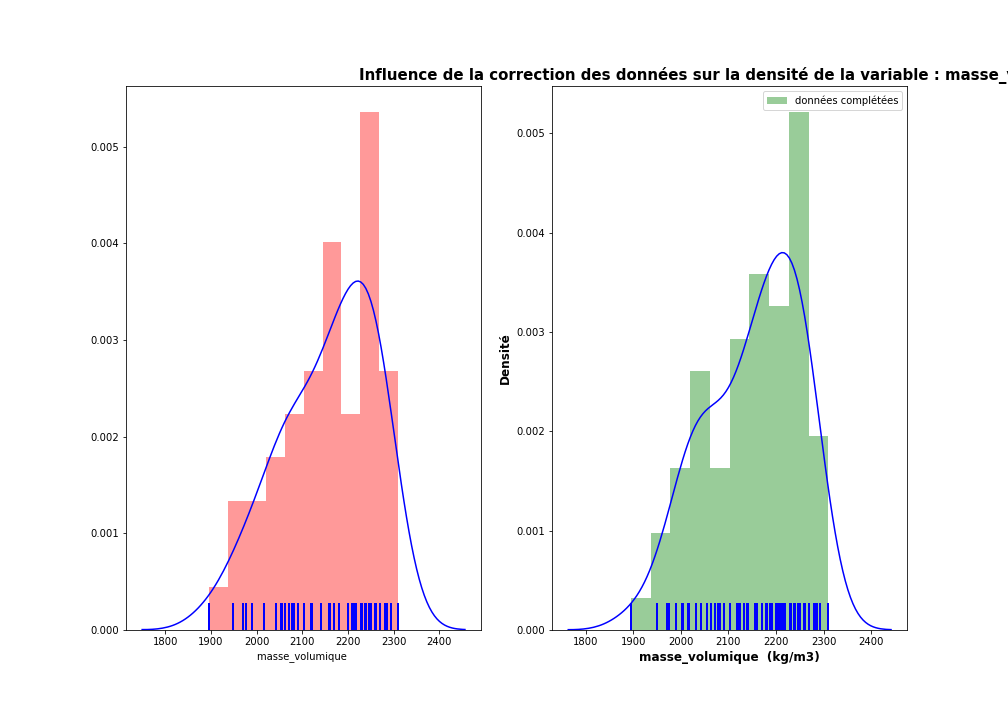 Influence de la correction des données sur la densité de la variable : masse_
données complétées
0.005
0.004
0.003
0.002
0.001
0.000
1800 1900 2000 2100 2200 2300 2400
masse_volumique
Densité
0.005
0.004
0.003
0.002
0.001
0.000
1800 1900 2000 2100 2200 2300 2400
masse_volumique (kg/m3)